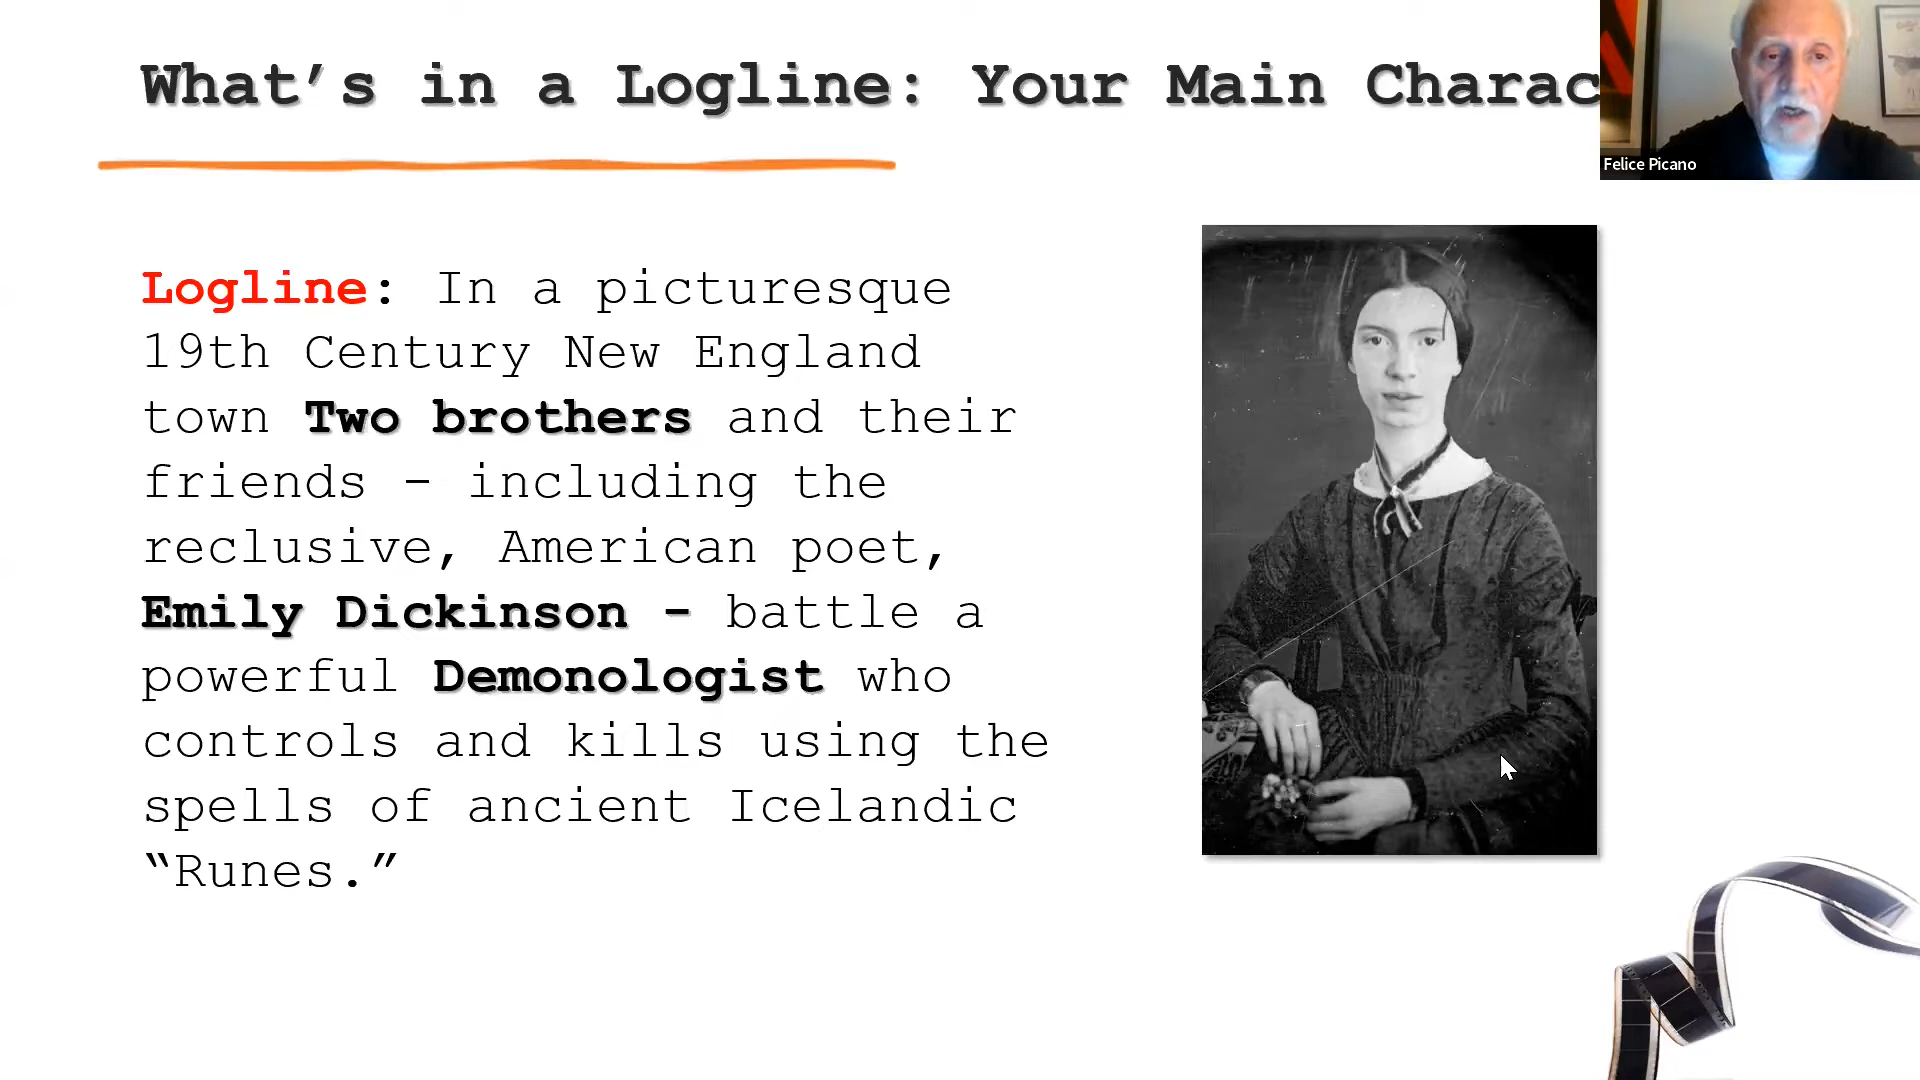 What’s in a Logline: Your Main Charac
Felice Picano
Logline: In a picturesque
19th Century New England
town Two brothers and their
friends – including the
reclusive, American poet,
Emily Dickinson – battle a
powerful Demonologist who
controls and kills using the
spells of ancient Icelandic
“Runes.”